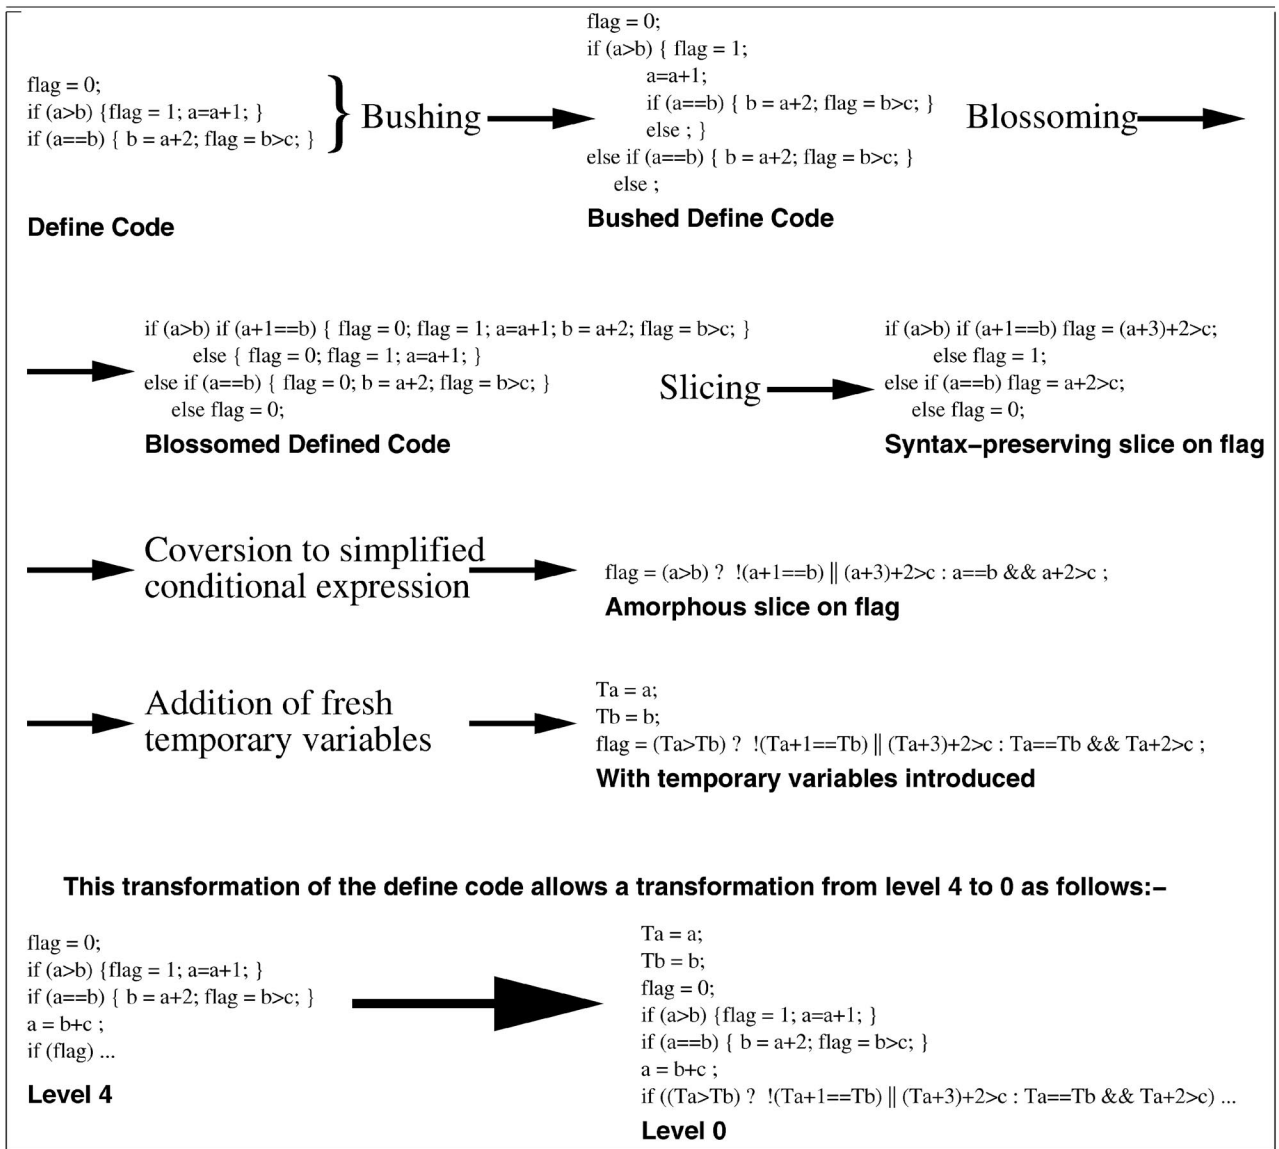 flag = 0;
if (a>b) {flag = 1; a=a+1; }
if (a==b) { b = a+2; flag = b>c; }
}
Define Code
Bushing
flag = 0;
if (a>b) { flag = 1;
a=a+1;
if (a==b) { b = a+2; flag = b>c; }
else ; }
else if (a==b) { b = a+2; flag = b>c; }
else ;
Bushed Define Code
Blossoming
if (a>b) if (a+1==b) { flag = 0; flag = 1; a=a+1; b = a+2; flag = b>c; }
else { flag = 0; flag = 1; a=a+1; }
else if (a==b) { flag = 0; b = a+2; flag = b>c; }
else flag = 0;
Blossomed Defined Code
Slicing
if (a>b) if (a+1==b) flag = (a+3)+2>c;
else flag = 1;
else if (a==b) flag = a+2>c;
else flag = 0;
Syntax–preserving slice on flag
Coversion to simplified
conditional expression
flag = (a>b) ? !(a+1==b) || (a+3)+2>c : a==b && a+2>c ;
Amorphous slice on flag
Addition of fresh
temporary variables
Ta = a;
Tb = b;
flag = (Ta>Tb) ? !(Ta+1==Tb) || (Ta+3)+2>c : Ta==Tb && Ta+2>c ;
With temporary variables introduced
This transformation of the define code allows a transformation from level 4 to 0 as follows:–
flag = 0;
if (a>b) {flag = 1; a=a+1; }
if (a==b) { b = a+2; flag = b>c; }
a = b+c ;
if (flag) ...
Level 4
Ta = a;
Tb = b;
flag = 0;
if (a>b) {flag = 1; a=a+1; }
if (a==b) { b = a+2; flag = b>c; }
a = b+c ;
if ((Ta>Tb) ? !(Ta+1==Tb) || (Ta+3)+2>c : Ta==Tb && Ta+2>c) ...
Level 0